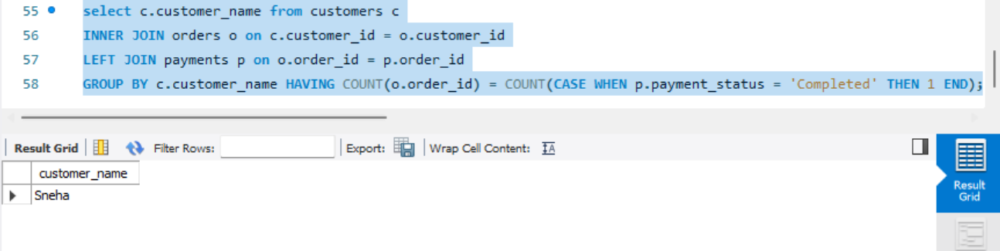 55 select c.customer_name from customers c
56 INNER JOIN orders o on c.customer_id = o.customer_id
57 LEFT JOIN payments p on o.order_id = p.order_id
58 GROUP BY c.customer_name HAVING COUNT(o.order_id) = COUNT(CASE WHEN p.payment_status = 'Completed' THEN 1 END);
Result Grid Filter Rows: Export: Wrap Cell Content: IA
customer_name
Sneha
Result
Grid